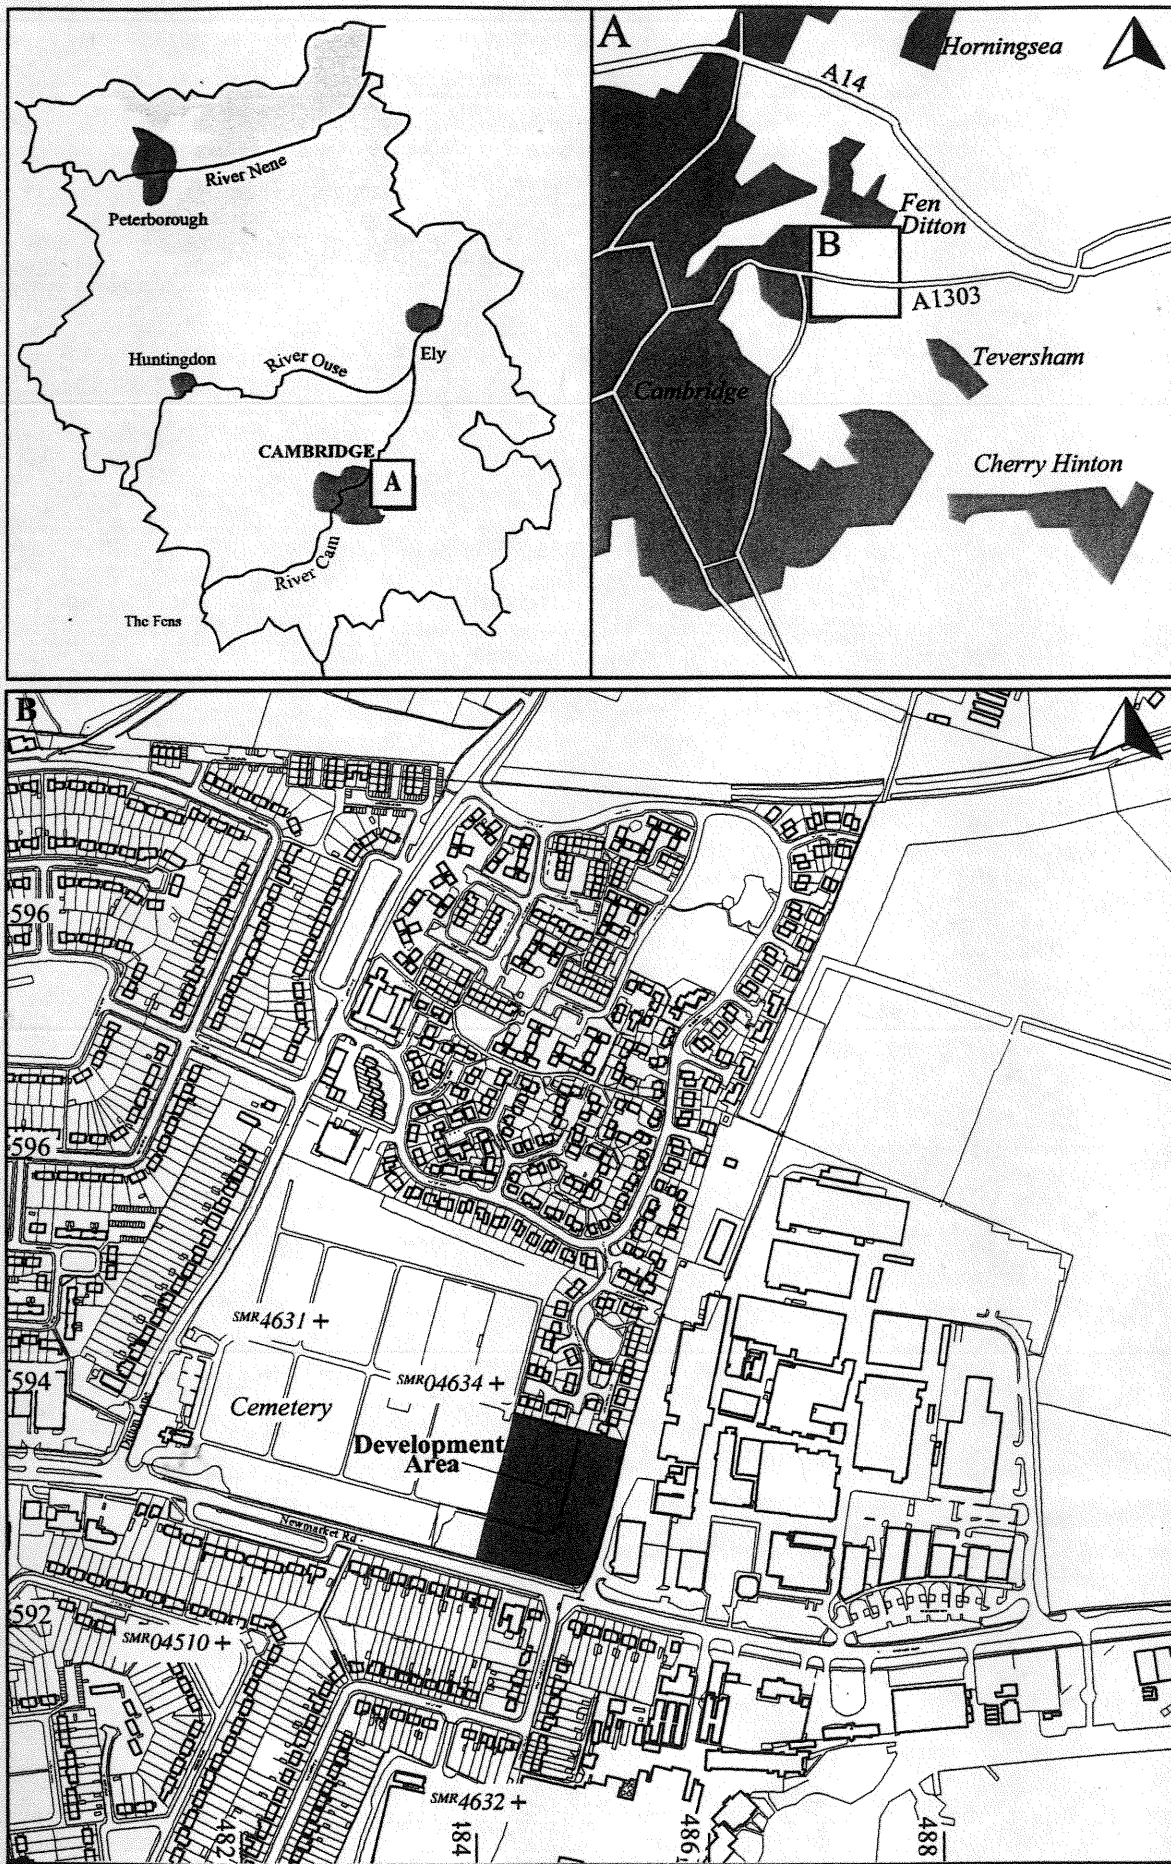 River Nene
Peterborough
Huntingdon
River Ouse
Ely
CAMBRIDGE
A
River Cam
The Fens
A
Horningsea
A14
Fen
Ditton
B
A1303
Teversham
Cambridge
Cherry Hinton
B
596
596
SMR4631 +
594
SMR04634 +
Cemetery
Ditton Lane
Development
Area
Newmarket Rd
592
SMR04510 +
SMR4632 +
482
484
486
488